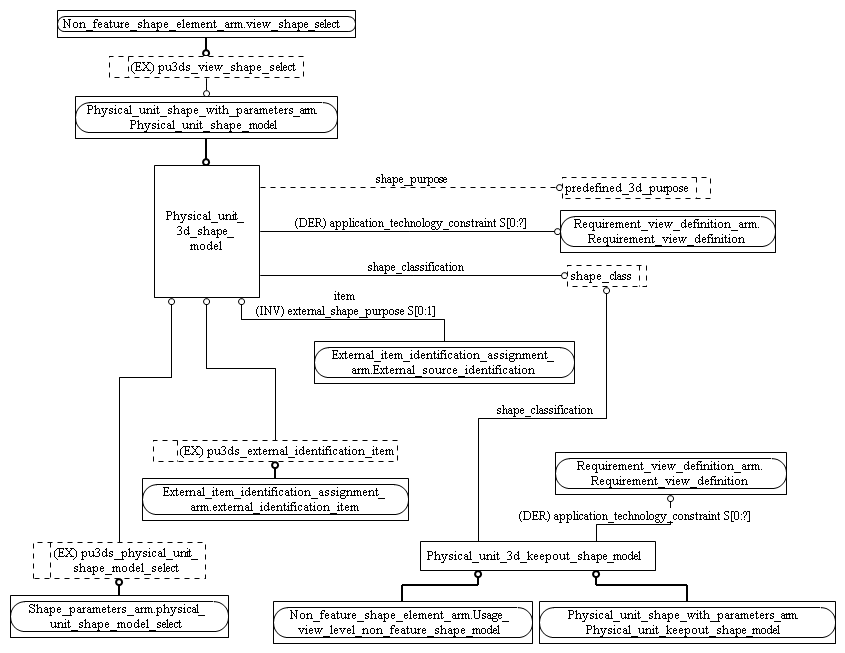 Non_feature_shape_element_arm.view_shape_select
(EX) pu3ds_view_shape_select
Physical_unit_shape_with_parameters_arm.
Physical_unit_shape_model
shape_purpose
predefined_3d_purpose
Physical_unit_
3d_shape_
model
(DER) application_technology_constraint S[0:?]
Requirement_view_definition_arm.
Requirement_view_definition
shape_classification
shape_class
item
(INV) external_shape_purpose S[0:1]
External_item_identification_assignment_
arm.External_source_identification
shape_classification
(EX) pu3ds_external_identification_item
External_item_identification_assignment_
arm.external_identification_item
Requirement_view_definition_arm.
Requirement_view_definition
(DER) application_technology_constraint S[0:?]
(EX) pu3ds_physical_unit_
shape_model_select
Physical_unit_3d_keepout_shape_model
Shape_parameters_arm.physical_
unit_shape_model_select
Non_feature_shape_element_arm.Usage_
view_level_non_feature_shape_model
Physical_unit_shape_with_parameters_arm.
Physical_unit_keepout_shape_model